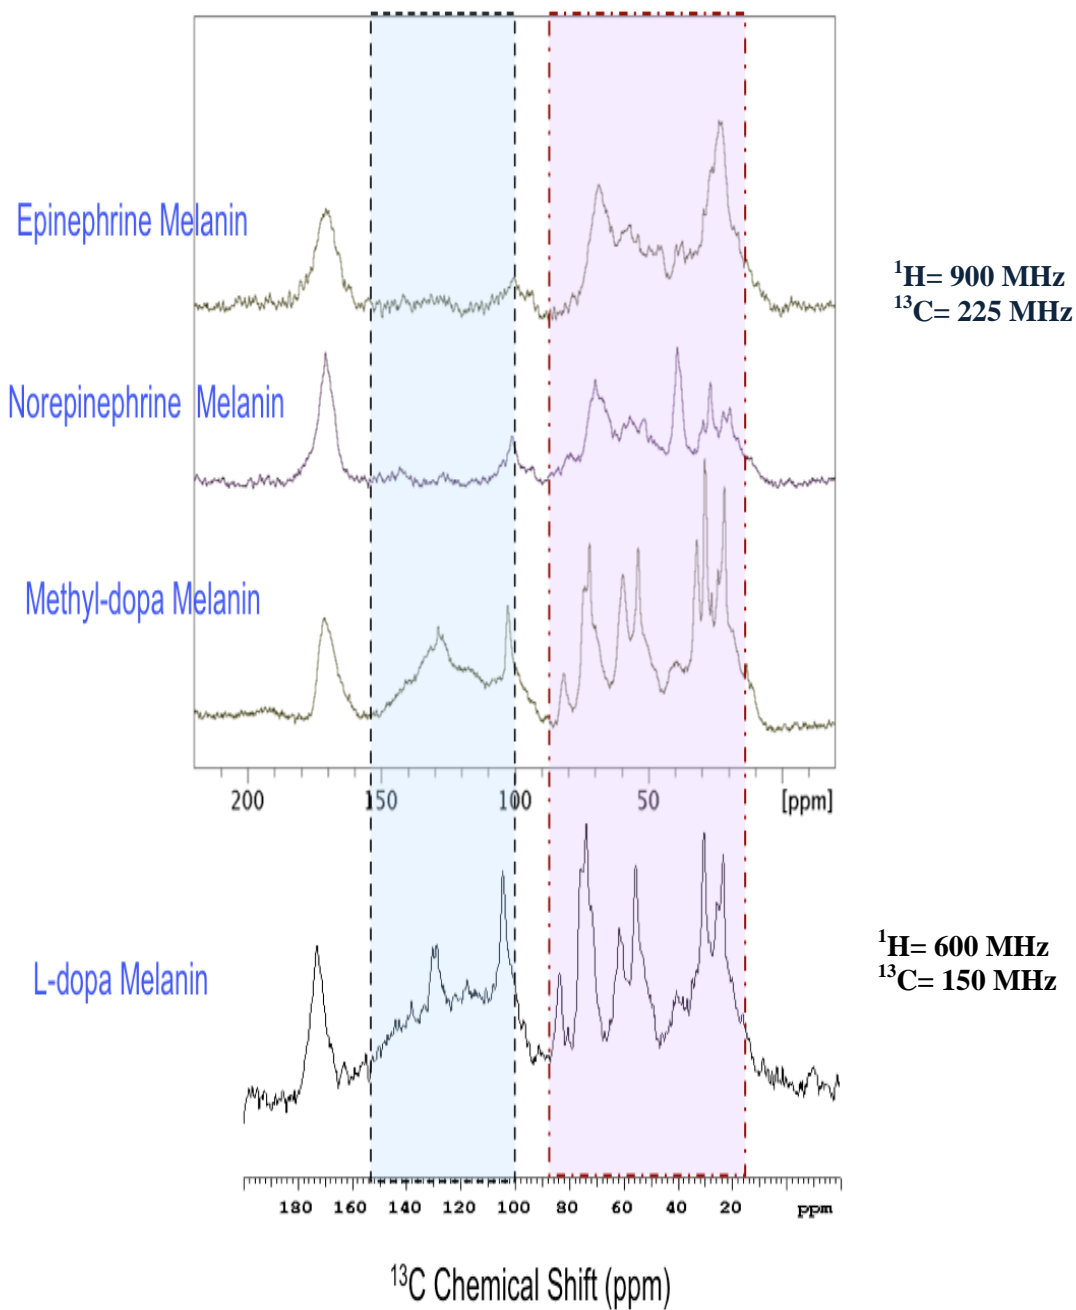 Epinephrine Melanin
¹H= 900 MHz
¹³C= 225 MHz
Norepinephrine Melanin
Methyl-dopa Melanin
200 150 100 50 [ppm]
L-dopa Melanin
¹H= 600 MHz
¹³C= 150 MHz
180 160 140 120 100 80 60 40 20 ppm
¹³C Chemical Shift (ppm)